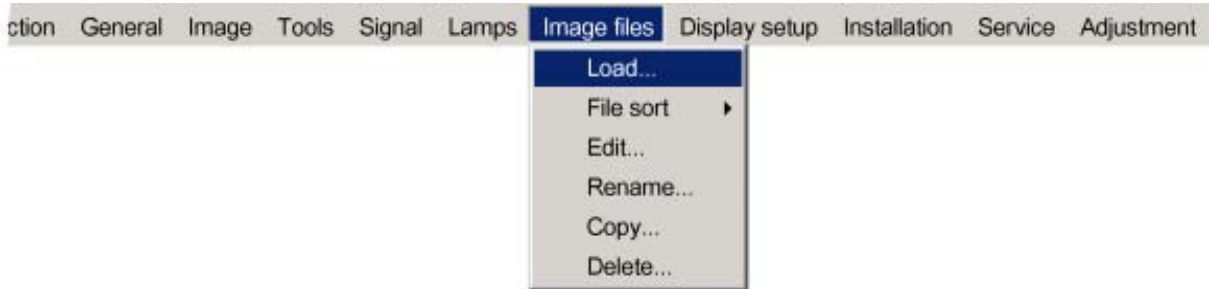 ction General Image Tools Signal Lamps Image files Display setup Installation Service Adjustment
Load...
File sort
Edit...
Rename...
Copy...
Delete...